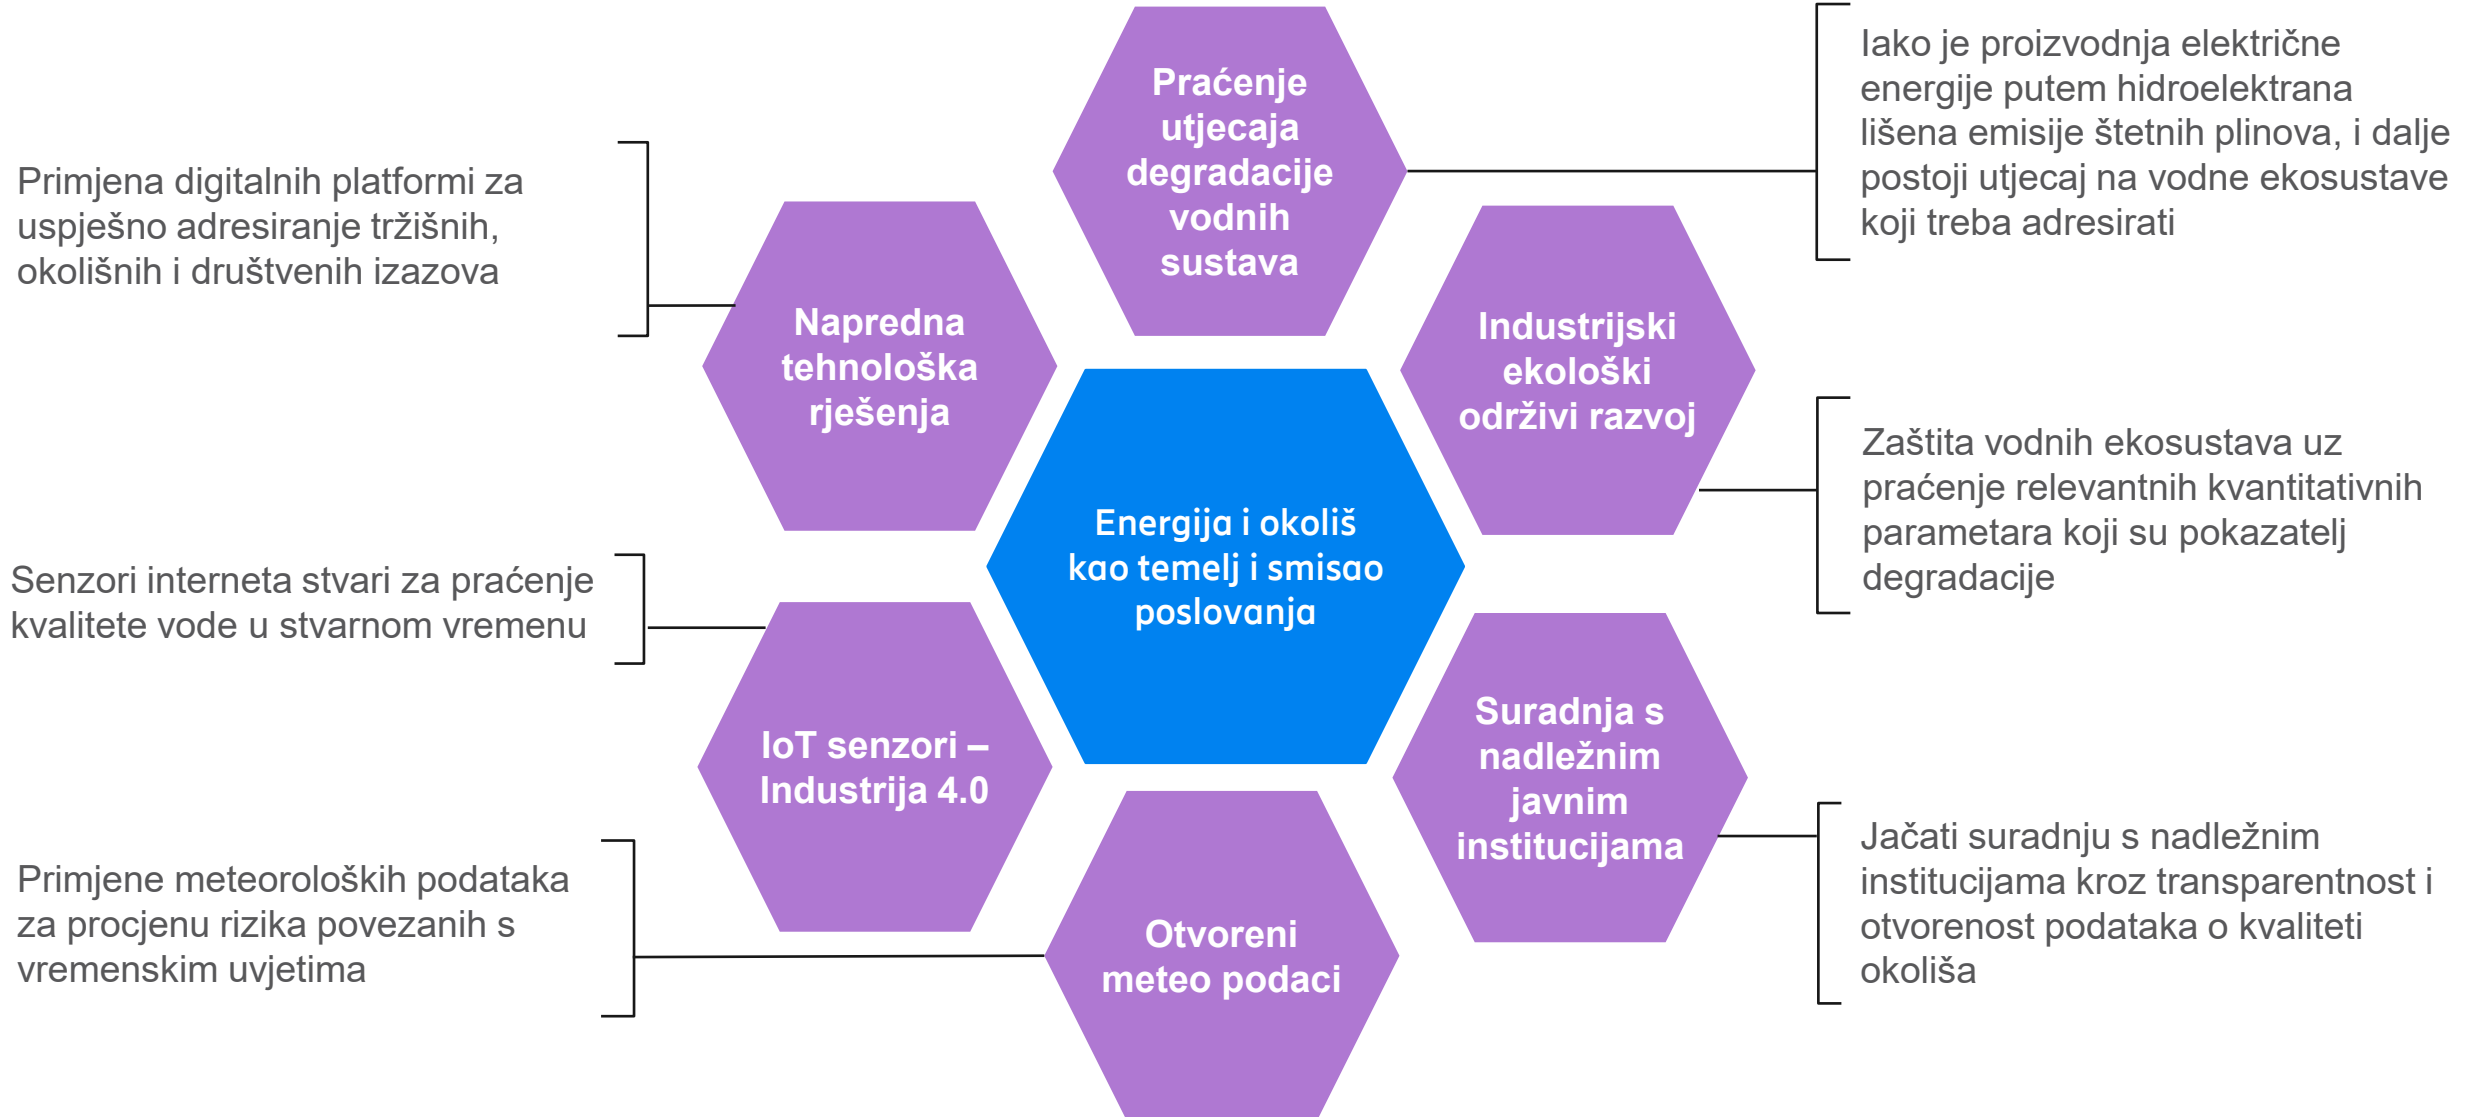 Praćenje
utjecaja
degradacije
vodnih
sustava
Iako je proizvodnja električne
energije putem hidroelektrana
lišena emisije štetnih plinova, i dalje
postoji utjecaj na vodne ekosustave
koji treba adresirati
Primjena digitalnih platformi za
uspješno adresiranje tržišnih,
okolišnih i društvenih izazova
Napredna
tehnološka
rješenja
Industrijski
ekološki
održivi razvoj
Zaštita vodnih ekosustava uz
praćenje relevantnih kvantitativnih
parametara koji su pokazatelj
degradacije
Energija i okoliš
kao temelj i smisao
poslovanja
Senzori interneta stvari za praćenje
kvalitete vode u stvarnom vremenu
IoT senzori –
Industrija 4.0
Suradnja s
nadležnim
javnim
institucijama
Jačati suradnju s nadležnim
institucijama kroz transparentnost i
otvorenost podataka o kvaliteti
okoliša
Primjene meteoroloških podataka
za procjenu rizika povezanih s
vremenskim uvjetima
Otvoreni
meteo podaci